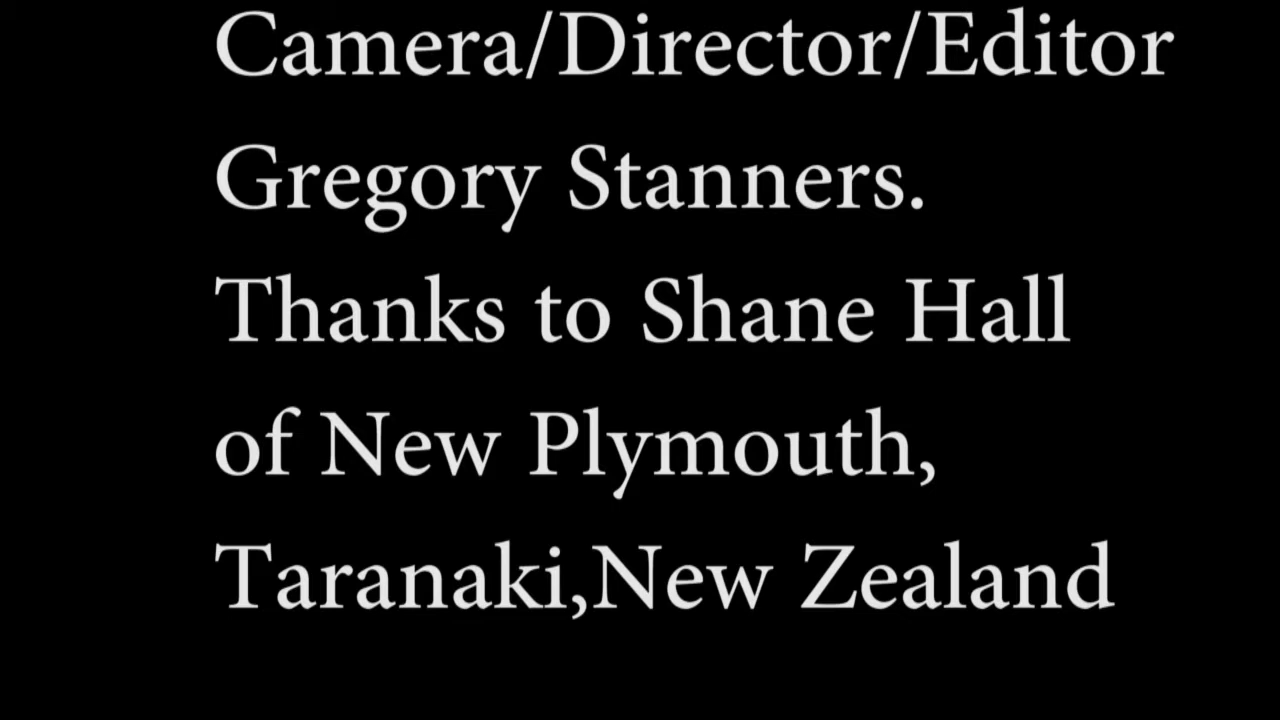 Camera/Director/Editor
Gregory Stanners.
Thanks to Shane Hall
of New Plymouth,
Taranaki,New Zealand